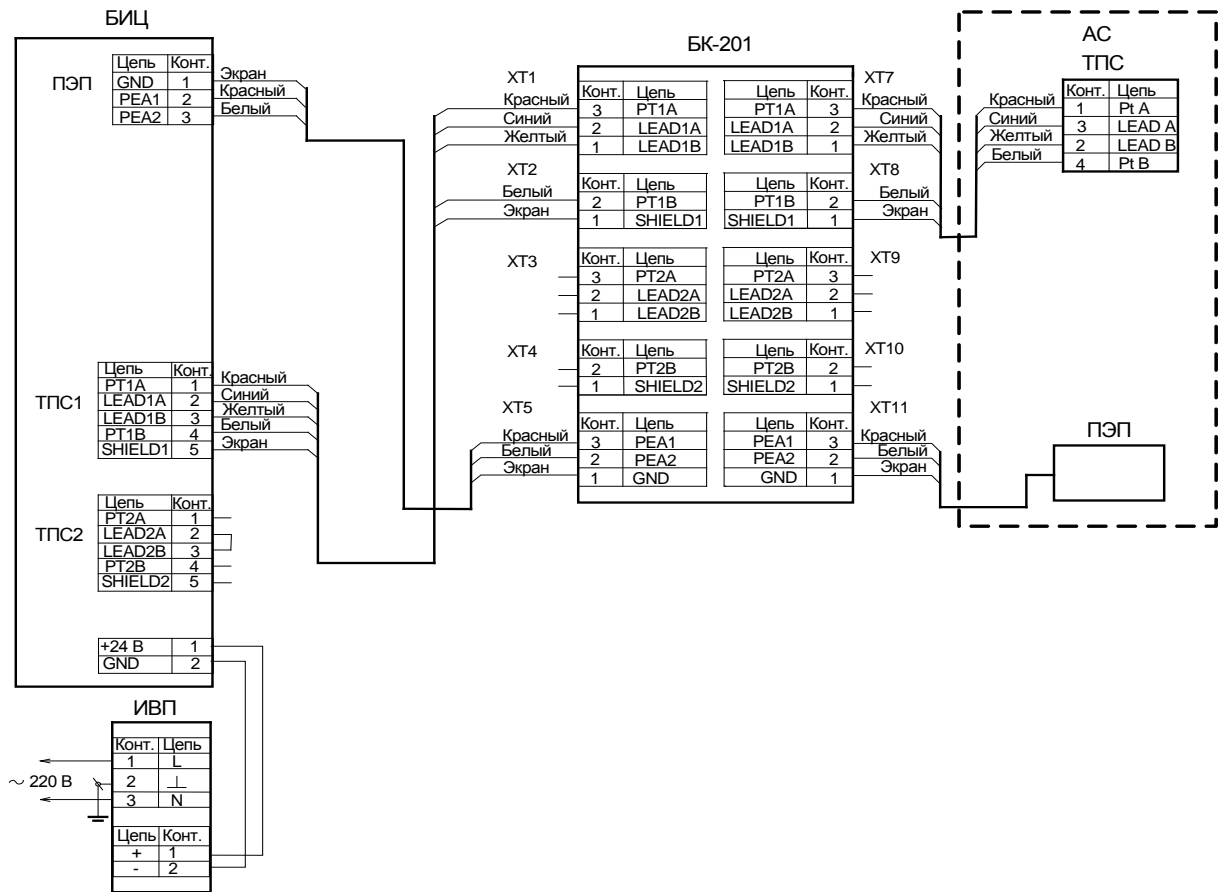 БИЦ
ПЭП
Цепь Конт.
GND 1 Экран
PEA1 2 Красный
PEA2 3 Белый
ТПС1
Цепь Конт.
PT1A 1 Красный
LEAD1A 2 Синий
LEAD1B 3 Желтый
PT1B 4 Белый
SHIELD1 5 Экран
ТПС2
Цепь Конт.
PT2A 1
LEAD2A 2
LEAD2B 3
PT2B 4
SHIELD2 5
+24 В 1
GND 2
ИВП
Конт. Цепь
1 L
~ 220 В 2 ⊥
3 N
Цепь Конт.
+ 1
- 2
БК-201
XT1
Конт. Цепь
Красный 3 PT1A
Синий 2 LEAD1A
Желтый 1 LEAD1B
XT2
Конт. Цепь
Белый 2 PT1B
Экран 1 SHIELD1
XT3
Конт. Цепь
3 PT2A
2 LEAD2A
1 LEAD2B
XT4
Конт. Цепь
2 PT2B
1 SHIELD2
XT5
Конт. Цепь
Красный 3 PEA1
Белый 2 PEA2
Экран 1 GND
XT7
Цепь Конт.
PT1A 3 Красный
LEAD1A 2 Синий
LEAD1B 1 Желтый
XT8
Цепь Конт.
PT1B 2 Белый
SHIELD1 1 Экран
XT9
Цепь Конт.
PT2A 3
LEAD2A 2
LEAD2B 1
XT10
Цепь Конт.
PT2B 2
SHIELD2 1
XT11
Цепь Конт.
PEA1 3 Красный
PEA2 2 Белый
GND 1 Экран
АС
ТПС
Конт. Цепь
Красный 1 Pt A
Синий 3 LEAD A
Желтый 2 LEAD B
Белый 4 Pt B
ПЭП